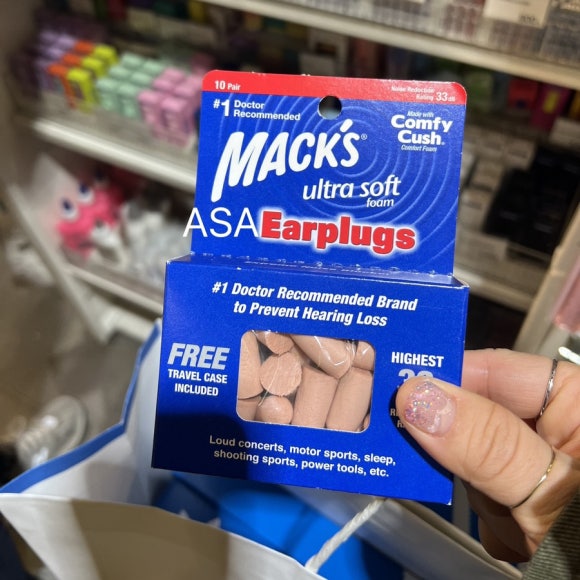 10 Pair
Noise Reduction
Rating 33db
#1 Doctor
Recommended
Made with
Comfy
Cush
Comfort Foam
MACK'S®
ultra soft
foam
ASA
Earplugs
#1 Doctor Recommended Brand
to Prevent Hearing Loss
FREE
TRAVEL CASE
INCLUDED
HIGHEST
Loud concerts, motor sports, sleep,
shooting sports, power tools, etc.